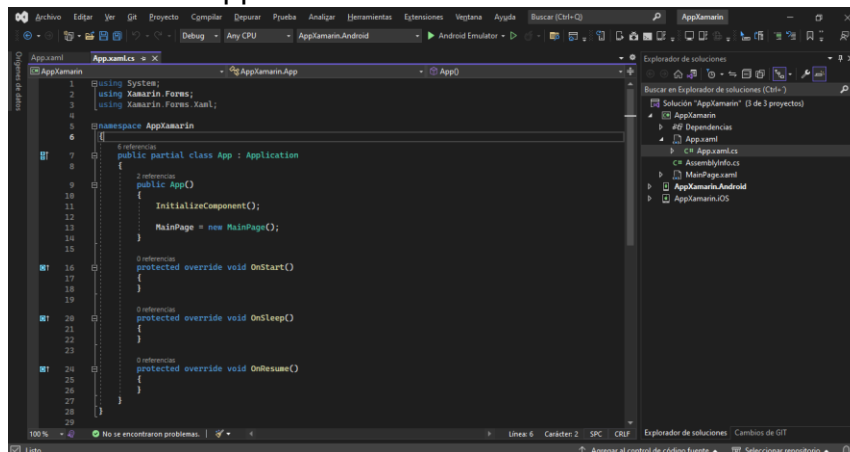 Archivo Editar Ver Git Proyecto Compilar Depurar Prueba Analizar Herramientas Extensiones Ventana Ayuda Buscar (Ctrl+Q) AppXamarin
Debug Any CPU AppXamarin.Android Android Emulator
Orígenes de datos
App.xaml App.xaml.cs
AppXamarin AppXamarin.App App()
1 using System;
2 using Xamarin.Forms;
3 using Xamarin.Forms.Xaml;
4
5 namespace AppXamarin
6 {
6 referencias
7 public partial class App : Application
8 {
2 referencias
9 public App()
10 {
11 InitializeComponent();
12
13 MainPage = new MainPage();
14 }
15
0 referencias
16 protected override void OnStart()
17 {
18 }
19
0 referencias
20 protected override void OnSleep()
21 {
22 }
23
0 referencias
24 protected override void OnResume()
25 {
26 }
27 }
28 }
29
100 % No se encontraron problemas. Línea: 6 Carácter: 2 SPC CRLF
Explorador de soluciones
Buscar en Explorador de soluciones (Ctrl+´)
Solución "AppXamarin" (3 de 3 proyectos)
AppXamarin
Dependencias
App.xaml
C# App.xaml.cs
C# AssemblyInfo.cs
MainPage.xaml
AppXamarin.Android
AppXamarin.iOS
Explorador de soluciones Cambios de GIT
Listo Agregar al control de código fuente Seleccionar repositorio